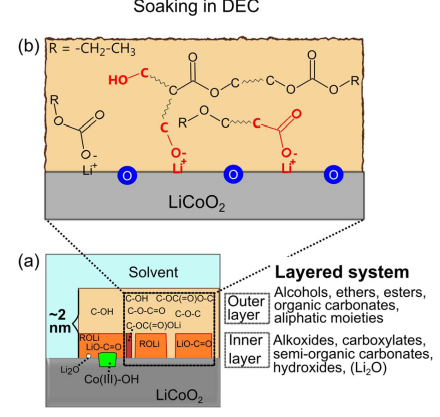 Soaking in DEC
(b)
R = -CH₂-CH₃
HO C O O C C O O R
C O
R O C O O⁻ Li⁺
C O⁻ Li⁺
R O C C O O⁻ Li⁺
O O O
LiCoO₂
(a)
Solvent
~2 nm
C-OH
C-OH C-OC(=O)O-C
C-O-C=O C-O-C
C-OC(=O)OLi
ROLi
LiO-C=O
ROLi
LiO-C=O
Li₂O
Co(III)-OH
LiCoO₂
Layered system
Outer layer
Alcohols, ethers, esters,
organic carbonates,
aliphatic moieties
Inner layer
Alkoxides, carboxylates,
semi-organic carbonates,
hydroxides, (Li₂O)